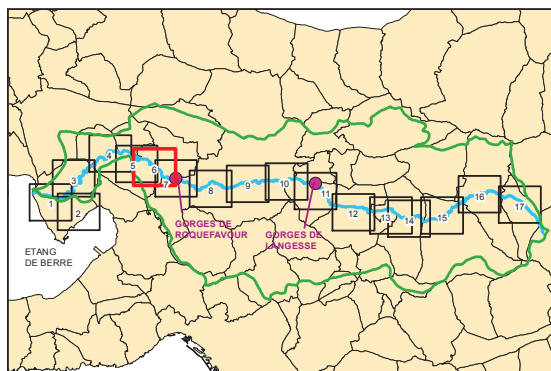 1
2
3
4
5
6
7
8
9
10
11
12
13
14
15
16
17
GORGES DE
ROQUEFAVOUR
GORGES DE
LANGESSE
ETANG
DE BERRE